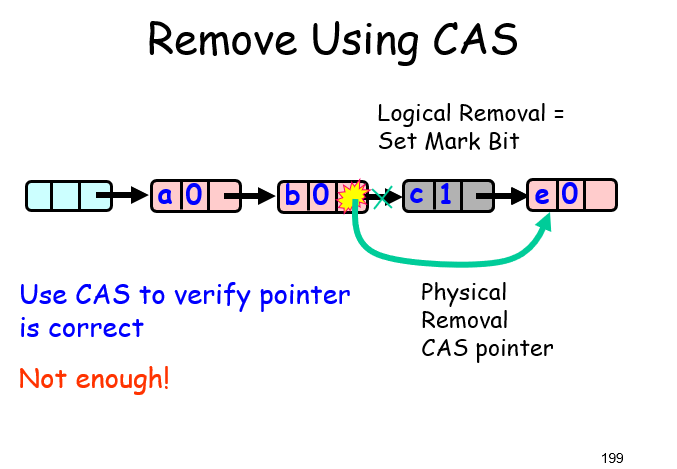 Remove Using CAS
Logical Removal =
Set Mark Bit
a 0
b 0
c 1
e 0
Use CAS to verify pointer
is correct
Physical
Removal
CAS pointer
Not enough!
199